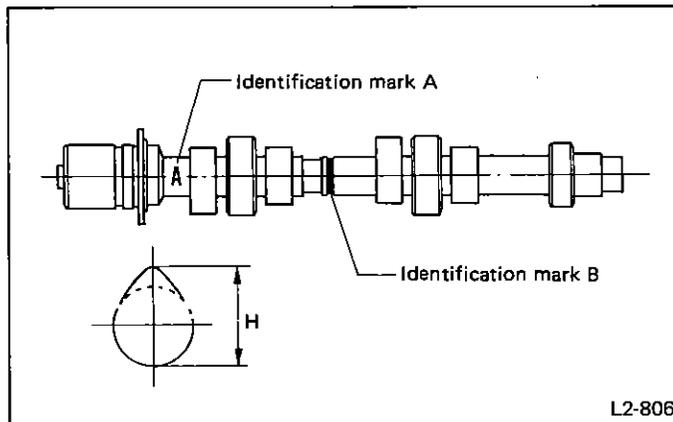 Identification mark A
A
Identification mark B
H
L2-806